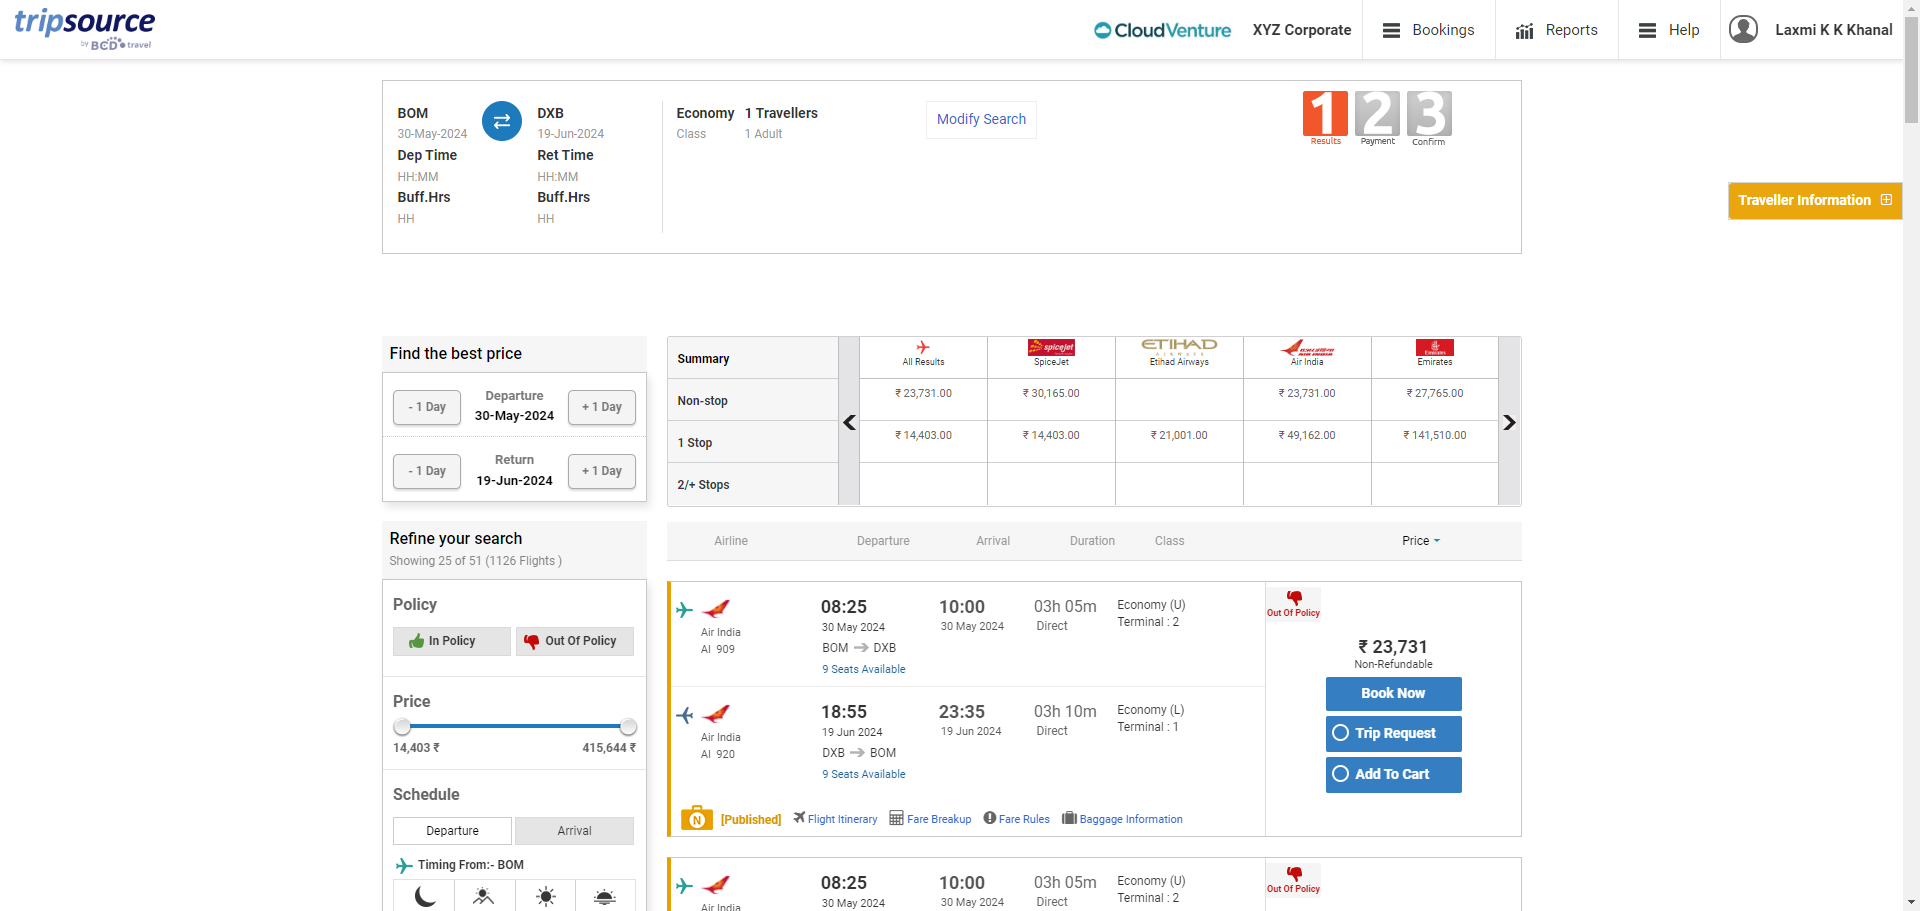 tripsource
by BCD travel
CloudVenture
XYZ Corporate
Bookings
Reports
Help
Laxmi K K Khanal
BOM
30-May-2024
Dep Time
HH:MM
Buff.Hrs
HH
DXB
19-Jun-2024
Ret Time
HH:MM
Buff.Hrs
HH
Economy
Class
1 Travellers
1 Adult
Modify Search
1
Results
2
Payment
3
Confirm
Traveller Information
Find the best price
- 1 Day
Departure
30-May-2024
+ 1 Day
- 1 Day
Return
19-Jun-2024
+ 1 Day
Summary
All Results
spicejet
SpiceJet
ETIHAD
AIRWAYS
Etihad Airways
AIR INDIA
Air India
Emirates
Emirates
Non-stop
₹ 23,731.00
₹ 30,165.00
₹ 23,731.00
₹ 27,765.00
1 Stop
₹ 14,403.00
₹ 14,403.00
₹ 21,001.00
₹ 49,162.00
₹ 141,510.00
2/+ Stops
Refine your search
Showing 25 of 51 (1126 Flights )
Policy
In Policy
Out Of Policy
Price
14,403 ₹
415,644 ₹
Schedule
Departure
Arrival
Timing From:- BOM
Airline
Departure
Arrival
Duration
Class
Price
Air India
AI 909
08:25
30 May 2024
BOM
DXB
9 Seats Available
10:00
30 May 2024
03h 05m
Direct
Economy (U)
Terminal : 2
Air India
AI 920
18:55
19 Jun 2024
DXB
BOM
9 Seats Available
23:35
19 Jun 2024
03h 10m
Direct
Economy (L)
Terminal : 1
N
[Published]
Flight Itinerary
Fare Breakup
Fare Rules
Baggage Information
Out Of Policy
₹ 23,731
Non-Refundable
Book Now
Trip Request
Add To Cart
Air India
08:25
30 May 2024
10:00
30 May 2024
03h 05m
Direct
Economy (U)
Terminal : 2
Out Of Policy